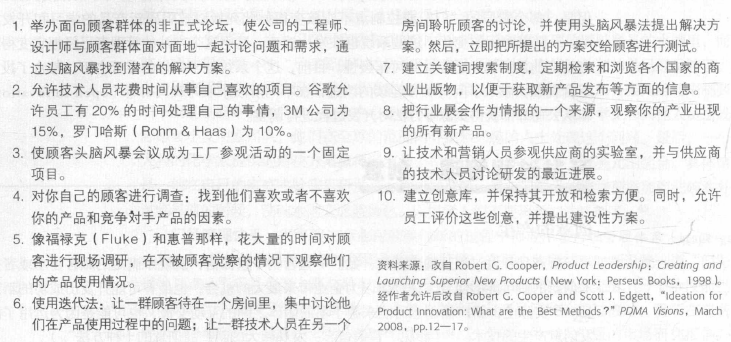 1. 举办面向顾客群体的非正式论坛，使公司的工程师、
设计师与顾客群体面对面地一起讨论问题和需求，通
过头脑风暴找到潜在的解决方案。
2. 允许技术人员花费时间从事自己喜欢的项目。谷歌允
许员工有 20% 的时间处理自己的事情，3M 公司为
15%，罗门哈斯（Rohm & Haas）为 10%。
3. 使顾客头脑风暴会议成为工厂参观活动的一个固定
项目。
4. 对你自己的顾客进行调查：找到他们喜欢或者不喜欢
你的产品和竞争对手产品的因素。
5. 像福禄克（Fluke）和惠普那样，花大量的时间对顾
客进行现场调研，在不被顾客觉察的情况下观察他们
的产品使用情况。
6. 使用迭代法：让一群顾客待在一个房间里，集中讨论他
们在产品使用过程中的问题；让一群技术人员在另一个
房间聆听顾客的讨论，并使用头脑风暴法提出解决方
案。然后，立即把所提出的方案交给顾客进行测试。
7. 建立关键词搜索制度，定期检索和浏览各个国家的商
业出版物，以便于获取新产品发布等方面的信息。
8. 把行业展会作为情报的一个来源，观察你的产业出现
的所有新产品。
9. 让技术和营销人员参观供应商的实验室，并与供应商
的技术人员讨论研发的最近进展。
10. 建立创意库，并保持其开放和检索方便。同时，允许
员工评价这些创意，并提出建设性方案。
资料来源：改自 Robert G. Cooper, Product Leadership: Creating and
Launching Superior New Products (New York: Perseus Books, 1998)。
经作者允许后改自 Robert G. Cooper and Scott J. Edgett, "Ideation for
Product Innovation: What are the Best Methods?" PDMA Visions, March
2008, pp.12—17。